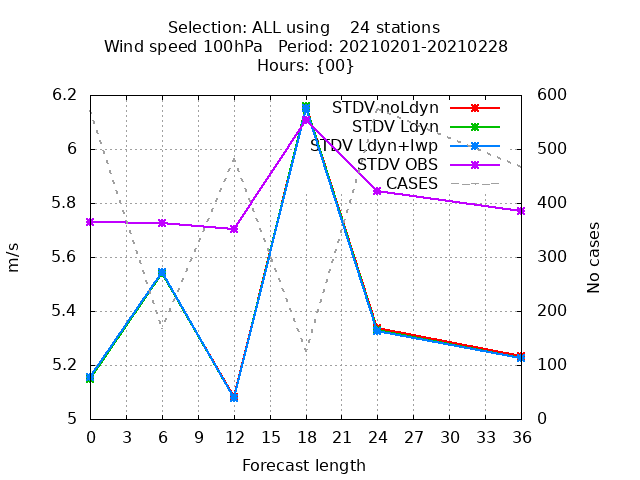 Selection: ALL using    24 stations
Wind speed 100hPa   Period: 20210201-20210228
Hours: {00}
6.2
6
5.8
5.6
5.4
5.2
5
m/s
600
500
400
300
200
100
0
No cases
STDV noLdyn
STDV Ldyn
STDV Ldyn+lwp
STDV OBS
CASES
0 3 6 9 12 15 18 21 24 27 30 33 36
Forecast length